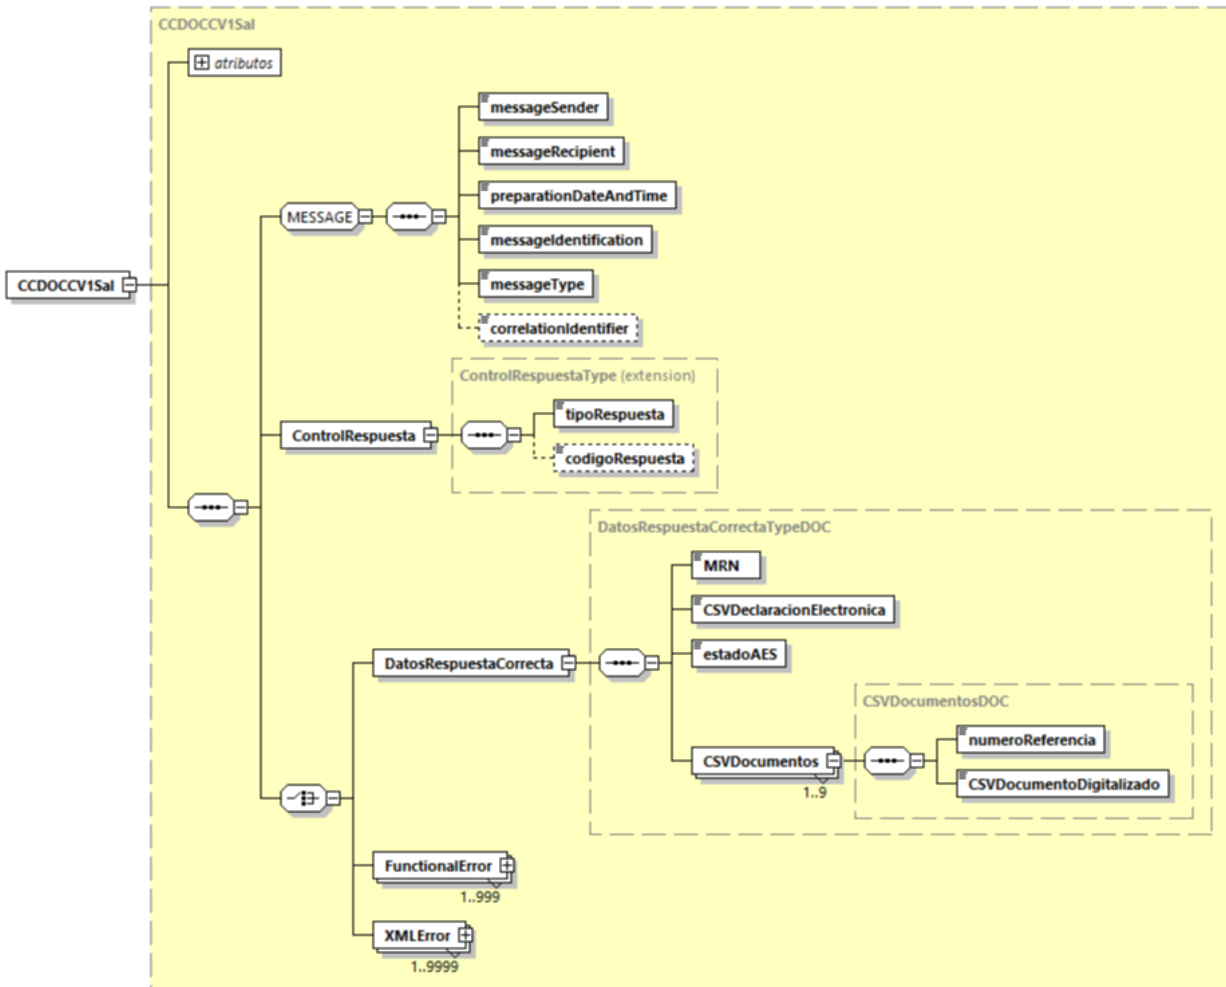 CCDOCCV1Sal
atributos
messageSender
messageRecipient
preparationDateAndTime
MESSAGE
messageIdentification
CCDOCCV1Sal
messageType
correlationIdentifier
ControlRespuestaType (extension)
tipoRespuesta
ControlRespuesta
codigoRespuesta
DatosRespuestaCorrectaTypeDOC
MRN
CSVDeclaracionElectronica
DatosRespuestaCorrecta
estadoAES
CSVDocumentosDOC
numeroReferencia
CSVDocumentos
CSVDocumentoDigitalizado
1..9
FunctionalError
1..999
XMLError
1..9999